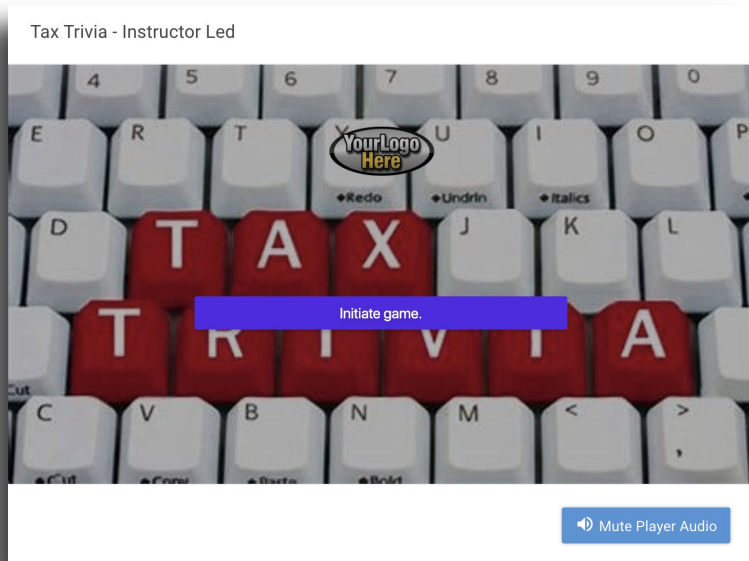 Tax Trivia - Instructor Led
4 5 6 7 8 9 0
E R T Y U I O P
YourLogo
Here
◆Redo ◆Undrln ◆Italics
D T A X J K L
Initiate game.
T R I V I A
Cut
C V B N M < >
,
◆Cut ◆Copy ◆Paste ◆Bold
Mute Player Audio